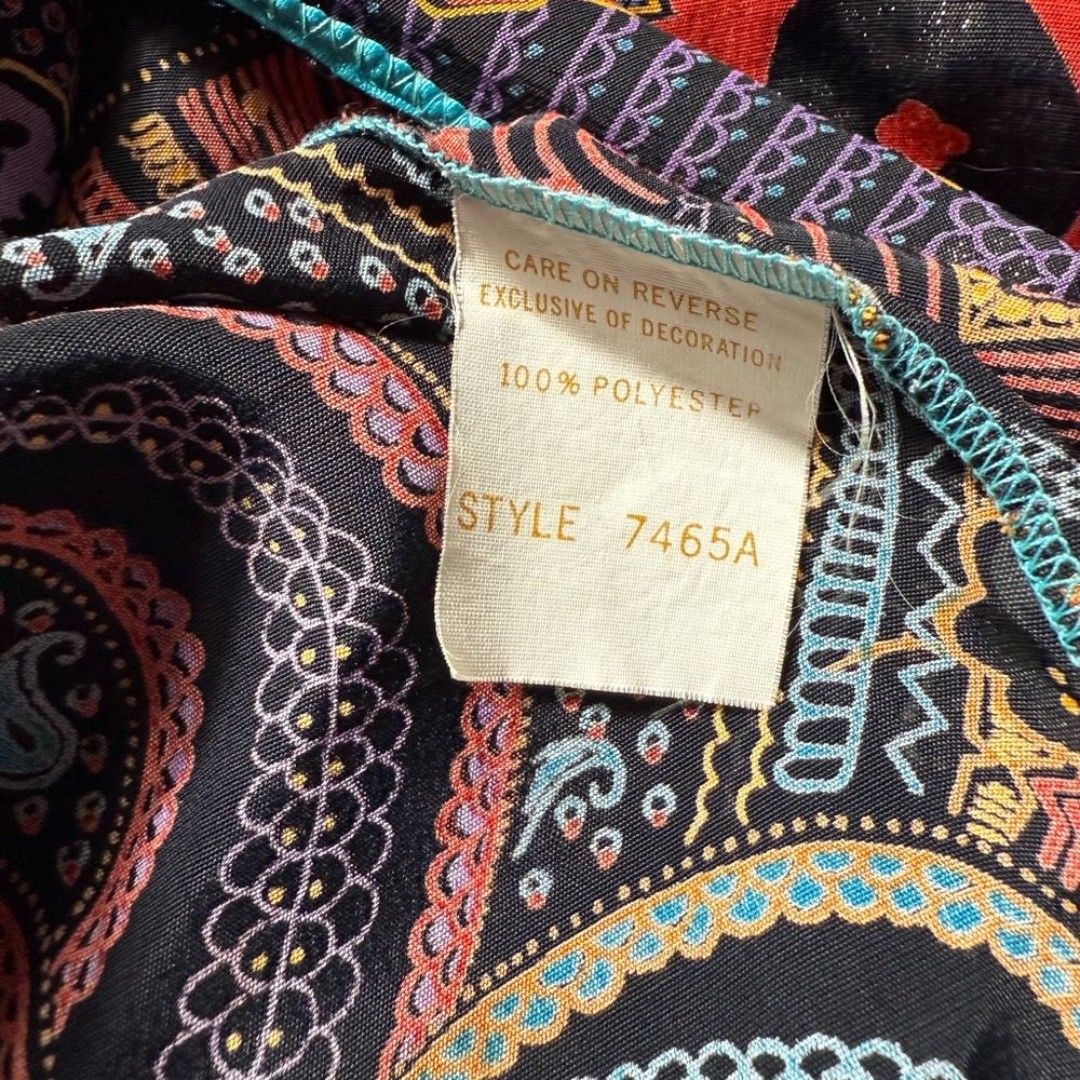 CARE ON REVERSE
EXCLUSIVE OF DECORATION
100% POLYESTER
STYLE 7465A